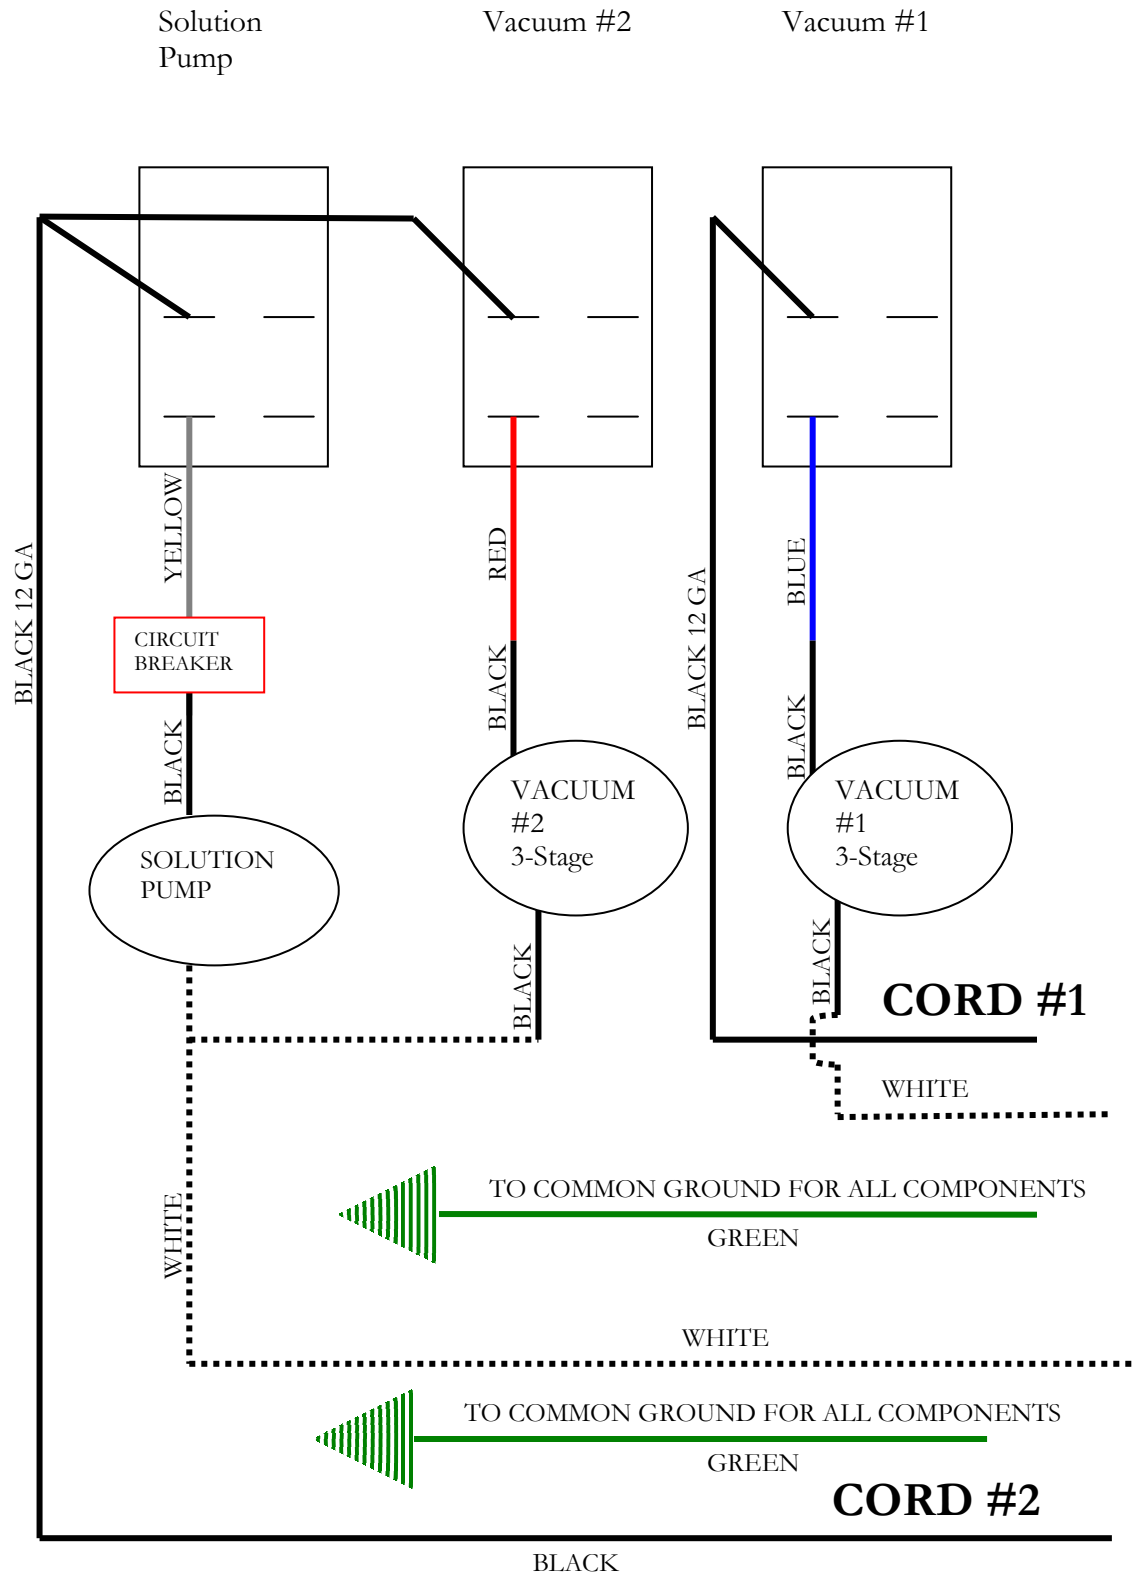 Solution
Pump
Vacuum #2
Vacuum #1
YELLOW
RED
BLUE
BLACK 12 GA
BLACK 12 GA
CIRCUIT
BREAKER
BLACK
BLACK
BLACK
SOLUTION
PUMP
VACUUM
#2
3-Stage
VACUUM
#1
3-Stage
BLACK
BLACK
CORD #1
WHITE
TO COMMON GROUND FOR ALL COMPONENTS
GREEN
WHITE
WHITE
TO COMMON GROUND FOR ALL COMPONENTS
GREEN
CORD #2
BLACK